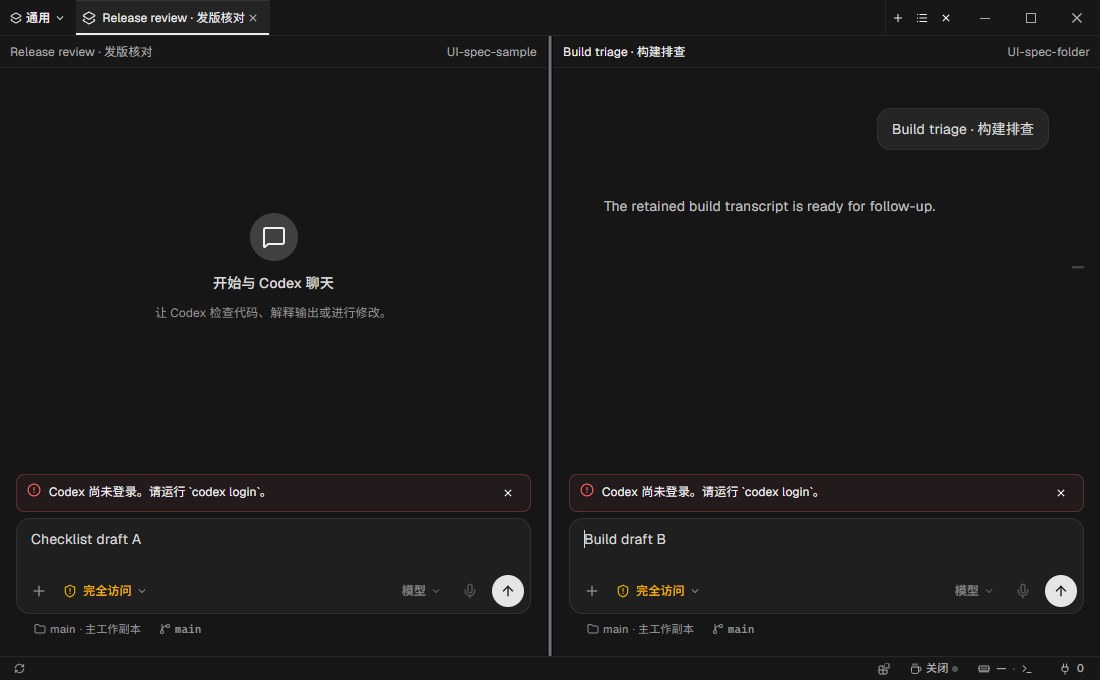 通用
Release review · 发版核对
Release review · 发版核对
UI-spec-sample
开始与 Codex 聊天
让 Codex 检查代码、解释输出或进行修改。
Codex 尚未登录。请运行 `codex login`。
Checklist draft A
完全访问
模型
main · 主工作副本
main
Build triage · 构建排查
UI-spec-folder
Build triage · 构建排查
The retained build transcript is ready for follow-up.
Codex 尚未登录。请运行 `codex login`。
Build draft B
完全访问
模型
main · 主工作副本
main
关闭
— ·
0